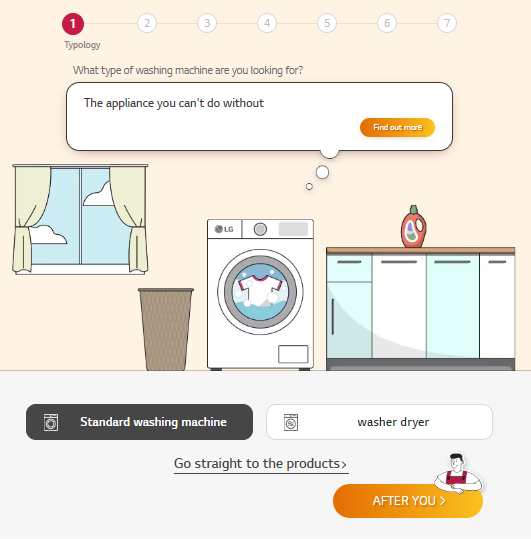 1 2 3 4 5 6 7
Typology
What type of washing machine are you looking for?
The appliance you can't do without
Find out more
LG
Standard washing machine
washer dryer
Go straight to the products>
AFTER YOU >